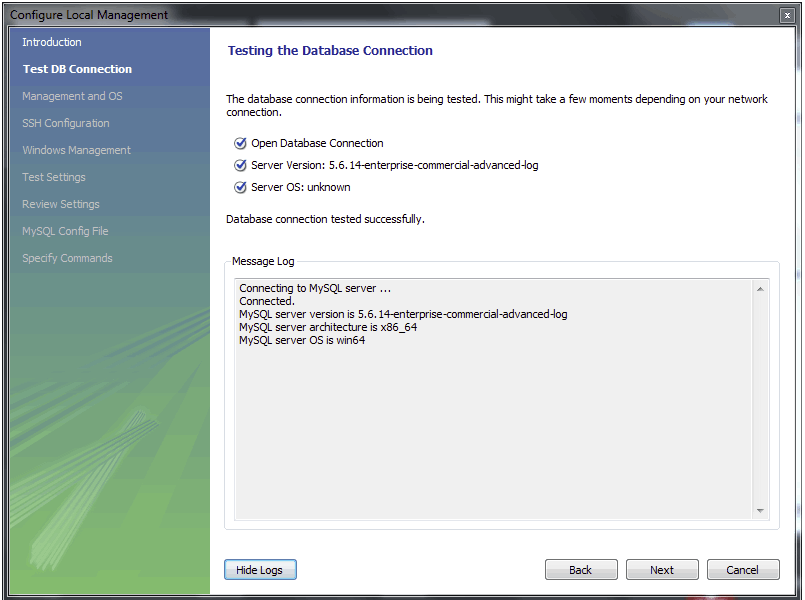 Configure Local Management
Introduction
Test DB Connection
Management and OS
SSH Configuration
Windows Management
Test Settings
Review Settings
MySQL Config File
Specify Commands
Testing the Database Connection
The database connection information is being tested. This might take a few moments depending on your network
connection.
Open Database Connection
Server Version: 5.6.14-enterprise-commercial-advanced-log
Server OS: unknown
Database connection tested successfully.
Message Log
Connecting to MySQL server ...
Connected.
MySQL server version is 5.6.14-enterprise-commercial-advanced-log
MySQL server architecture is x86_64
MySQL server OS is win64
Hide Logs
Back
Next
Cancel